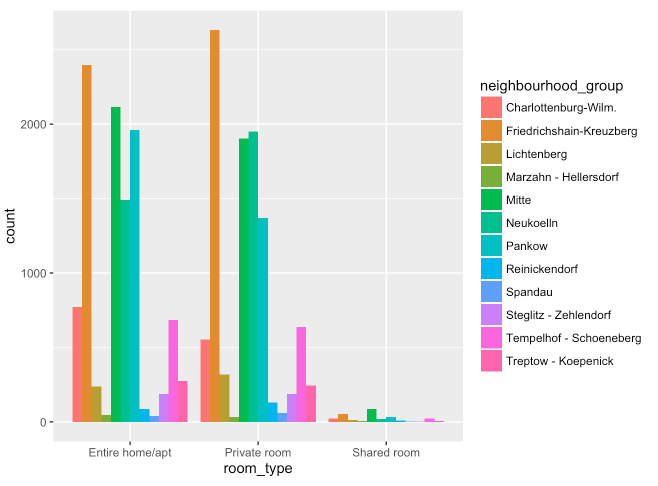 count
2000
1000
0
Entire home/apt
Private room
Shared room
room_type
neighbourhood_group
Charlottenburg-Wilm.
Friedrichshain-Kreuzberg
Lichtenberg
Marzahn - Hellersdorf
Mitte
Neukoelln
Pankow
Reinickendorf
Spandau
Steglitz - Zehlendorf
Tempelhof - Schoeneberg
Treptow - Koepenick